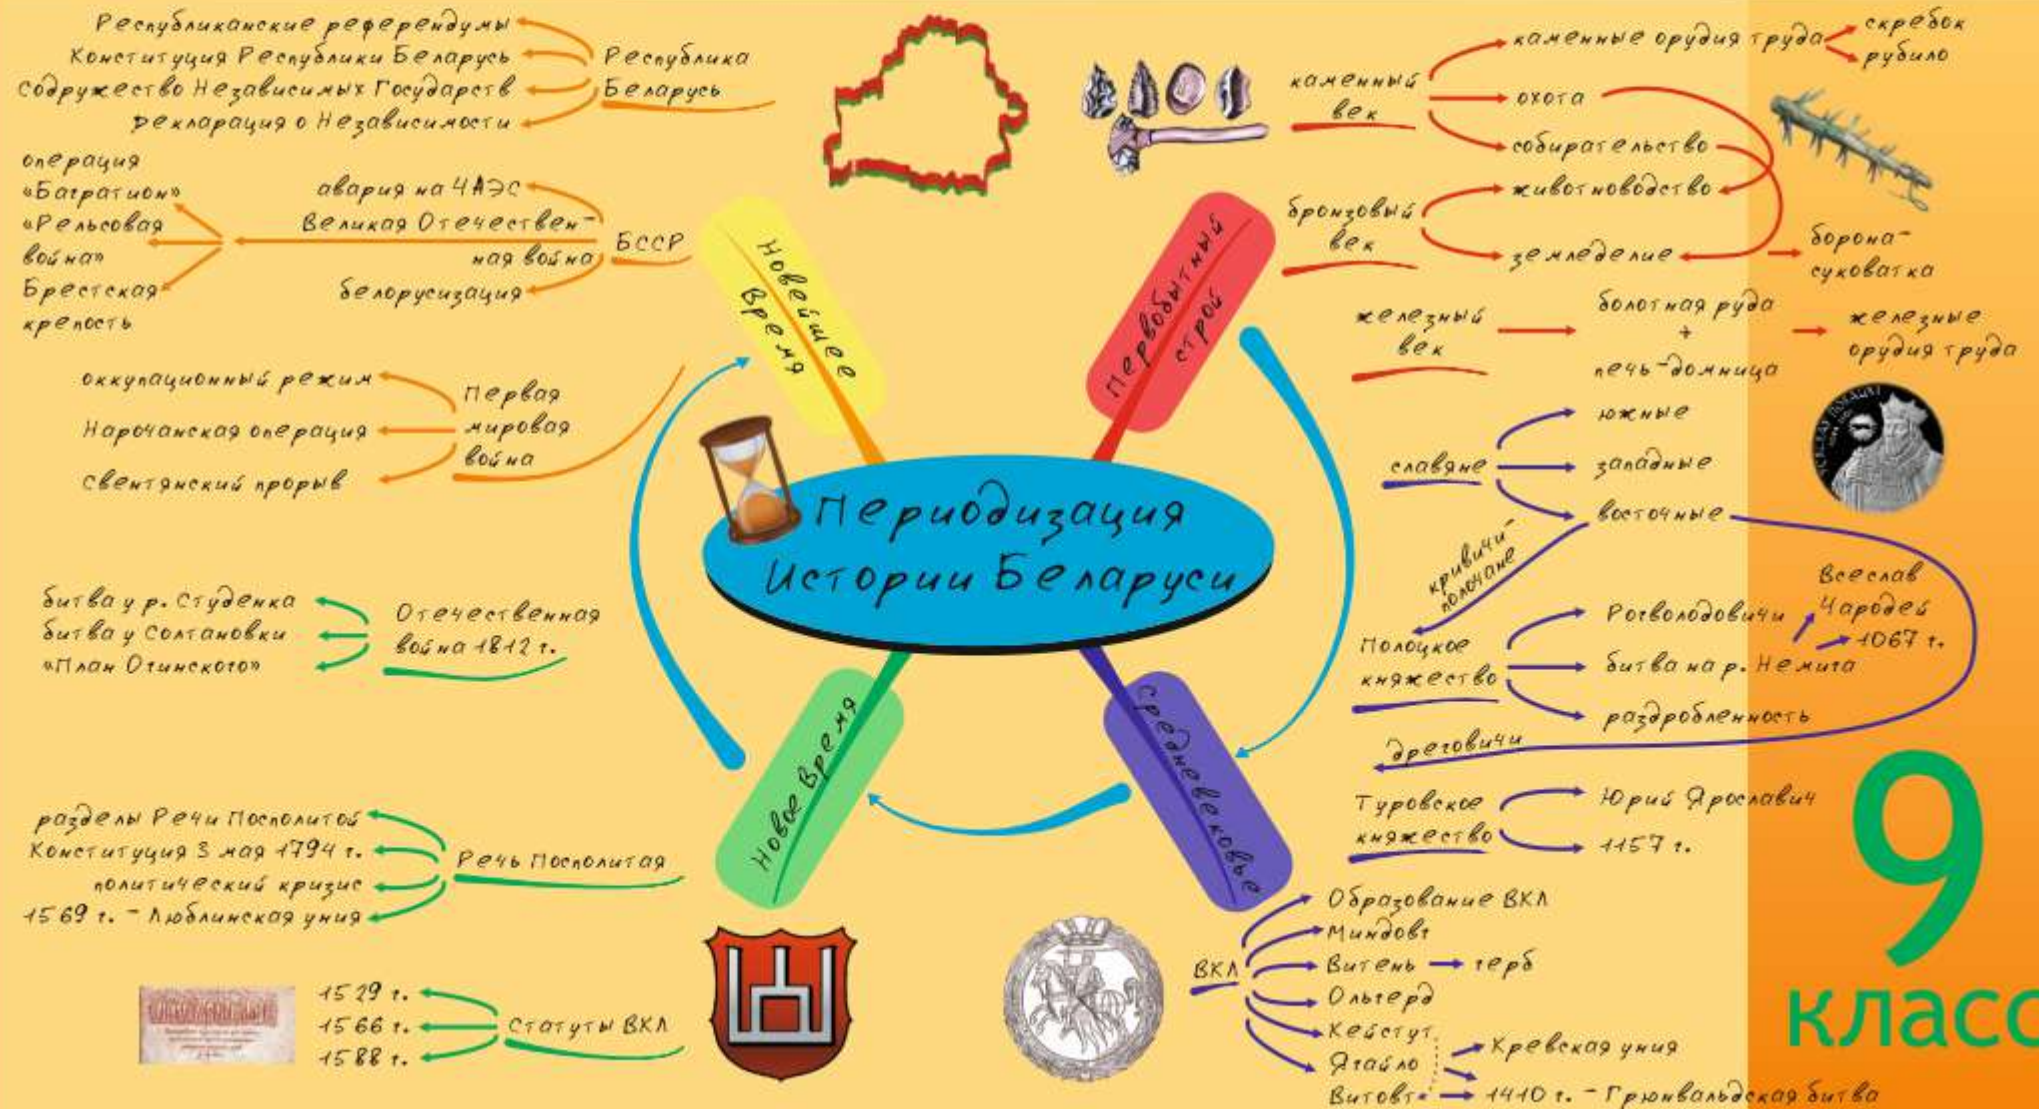 Периодизация
Истории Беларуси
Первобытный
строй
каменный
век
каменные орудия труда
скребок
рубило
охота
собирательство
бронзовый
век
животноводство
земледелие
борона-
суковатка
железный
век
болотная руда
+
печь-домница
железные
орудия труда
Средневековье
славяне
южные
западные
восточные
кривичи
полочане
Полоцкое
княжество
Рогволодовичи
битва на р. Немига
Всеслав
Чародей
1067 г.
раздробленность
дреговичи
Туровское
княжество
Юрий Ярославич
1157 г.
ВКЛ
Образование ВКЛ
Миндовг
Витень
герб
Ольгерд
Кейстут
Ягайло
Витовт
Кревская уния
1410 г. - Грюнвальдская битва
Новое Время
Отечественная
война 1812 г.
битва у р. Студенка
битва у Солтановки
«План Огинского»
Речь Посполитая
разделы Речи Посполитой
Конституция 3 мая 1794 г.
политический кризис
1569 г. - Люблинская уния
Статуты ВКЛ
1529 г.
1566 г.
1588 г.
Новейшее
Время
Республика
Беларусь
Республиканские референдумы
Конституция Республики Беларусь
Содружество Независимых Государств
Декларация о Независимости
БССР
авария на ЧАЭС
Великая Отечествен-
ная война
белорусизация
операция
«Багратион»
«Рельсовая
война»
Брестская
крепость
Первая
мировая
война
оккупационный режим
Нарочанская операция
Свентянский прорыв
9
класс